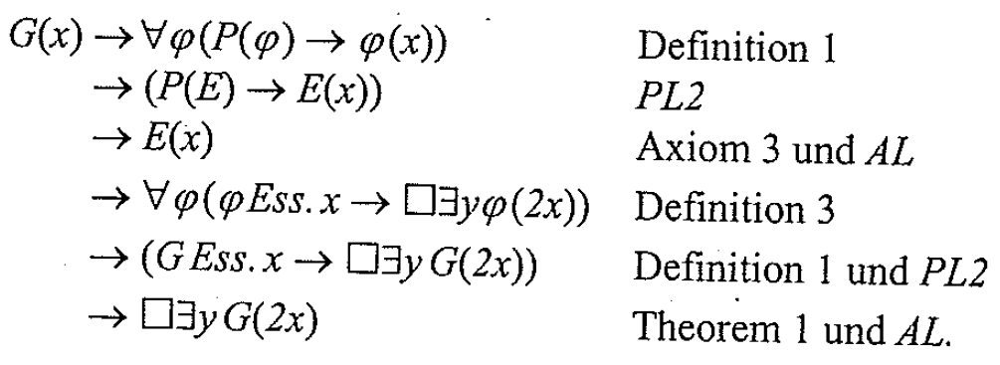 G(x) → ∀φ(P(φ) → φ(x)) Definition 1
→ (P(E) → E(x)) PL2
→ E(x) Axiom 3 und AL
→ ∀φ(φEss. x → □∃yφ(2x)) Definition 3
→ (G Ess. x → □∃y G(2x)) Definition 1 und PL2
→ □∃y G(2x) Theorem 1 und AL.